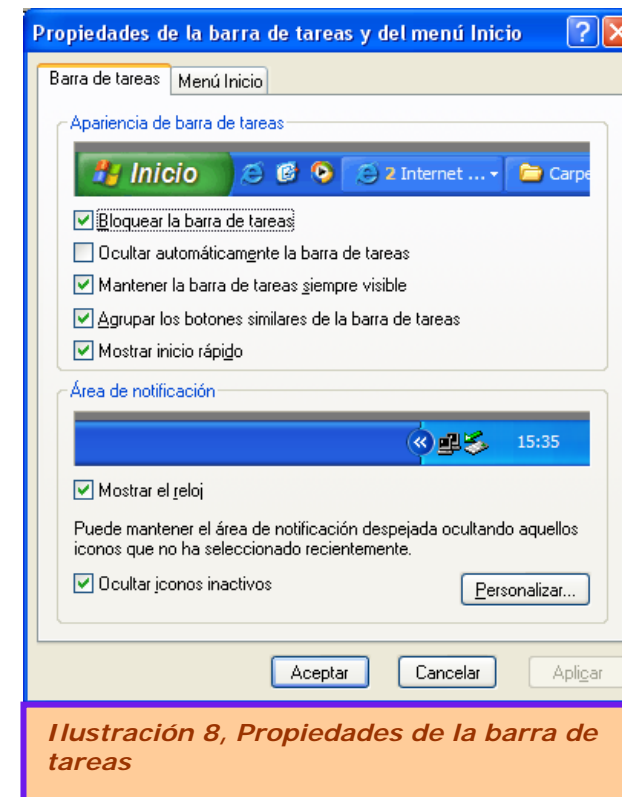 Propiedades de la barra de tareas y del menú Inicio
Barra de tareas Menú Inicio
Apariencia de barra de tareas
Inicio 2 Internet ... Carpe
Bloquear la barra de tareas
Ocultar automáticamente la barra de tareas
Mantener la barra de tareas siempre visible
Agrupar los botones similares de la barra de tareas
Mostrar inicio rápido
Área de notificación
15:35
Mostrar el reloj
Puede mantener el área de notificación despejada ocultando aquellos
iconos que no ha seleccionado recientemente.
Ocultar iconos inactivos Personalizar...
Aceptar Cancelar Aplicar
Ilustración 8, Propiedades de la barra de
tareas